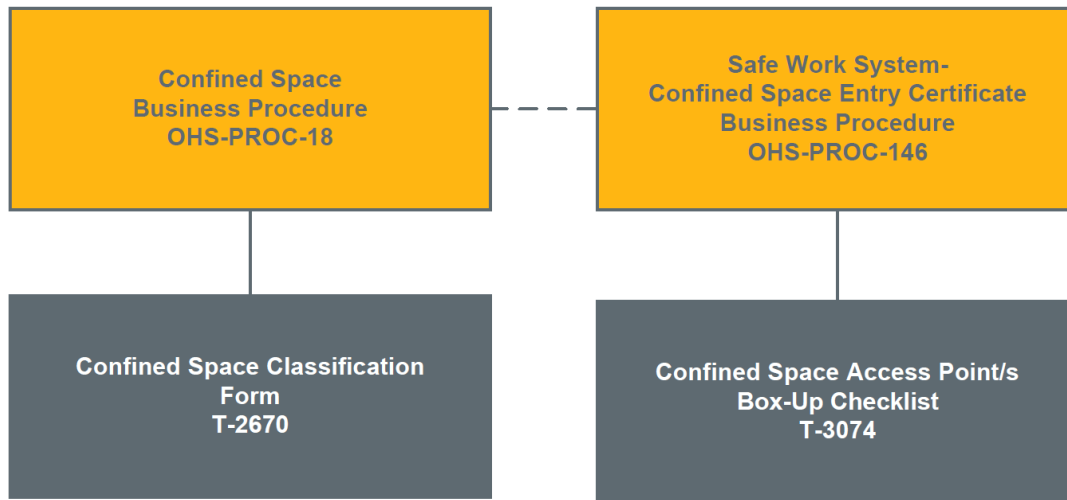 Confined Space
Business Procedure
OHS-PROC-18
Safe Work System-
Confined Space Entry Certificate
Business Procedure
OHS-PROC-146
Confined Space Classification
Form
T-2670
Confined Space Access Point/s
Box-Up Checklist
T-3074